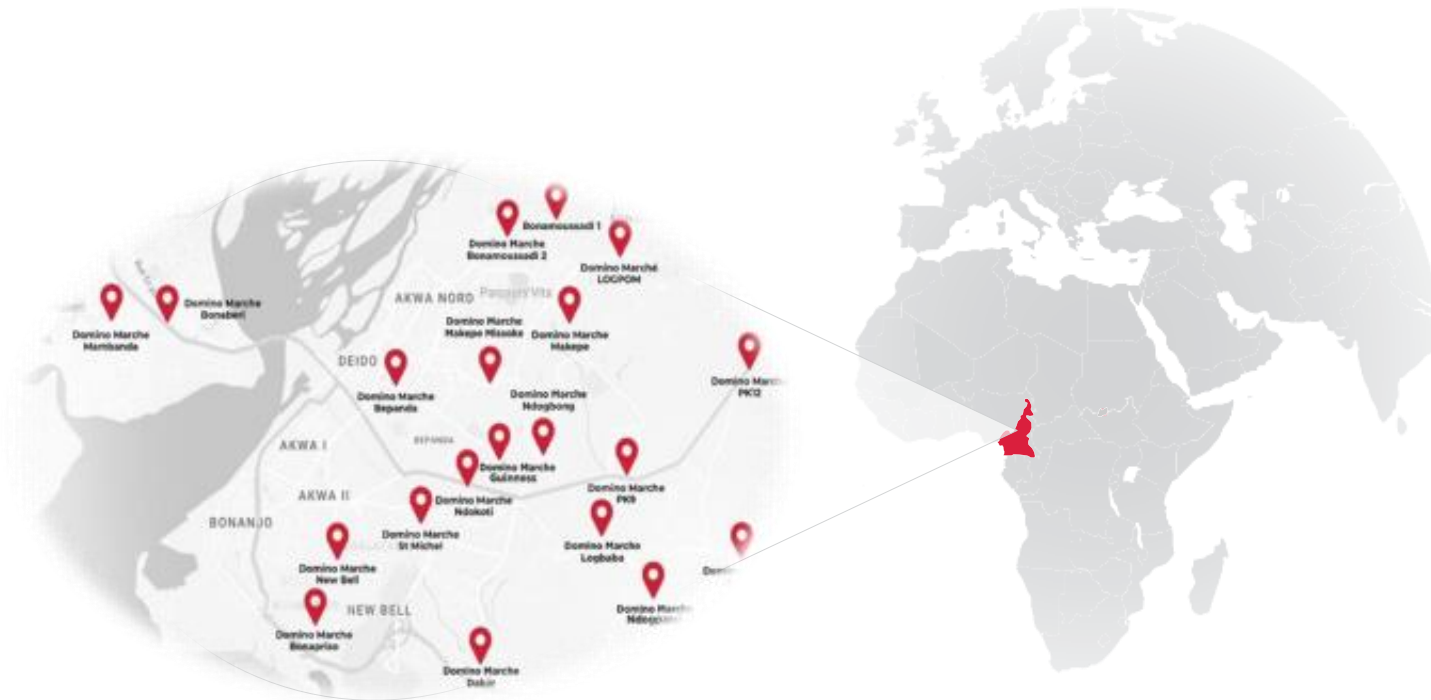 Bonamoussadi 1
Domino Marche
Bonamoussadi 2
Domino Marché
LOGPOM
Domino Marche
Bonaberi
Domino Marche
Mambanda
AKWA NORD
Domino Marche
Makepe Missoke
Domino Marche
Makepe
DEIDO
Domino Marche
Bepanda
Domino Marche
Ndogbong
Domino
PK12
AKWA I
BEPANDA
Domino Marche
Guinness
Domino Marche
PK9
AKWA II
Domino Marche
Ndokoti
BONANJO
Domino Marche
St Michel
Domino Marche
Logbaba
Domino Marche
New Bell
NEW BELL
Domino
Domino Marche
Bonapriso
Domino Marche
Dakar